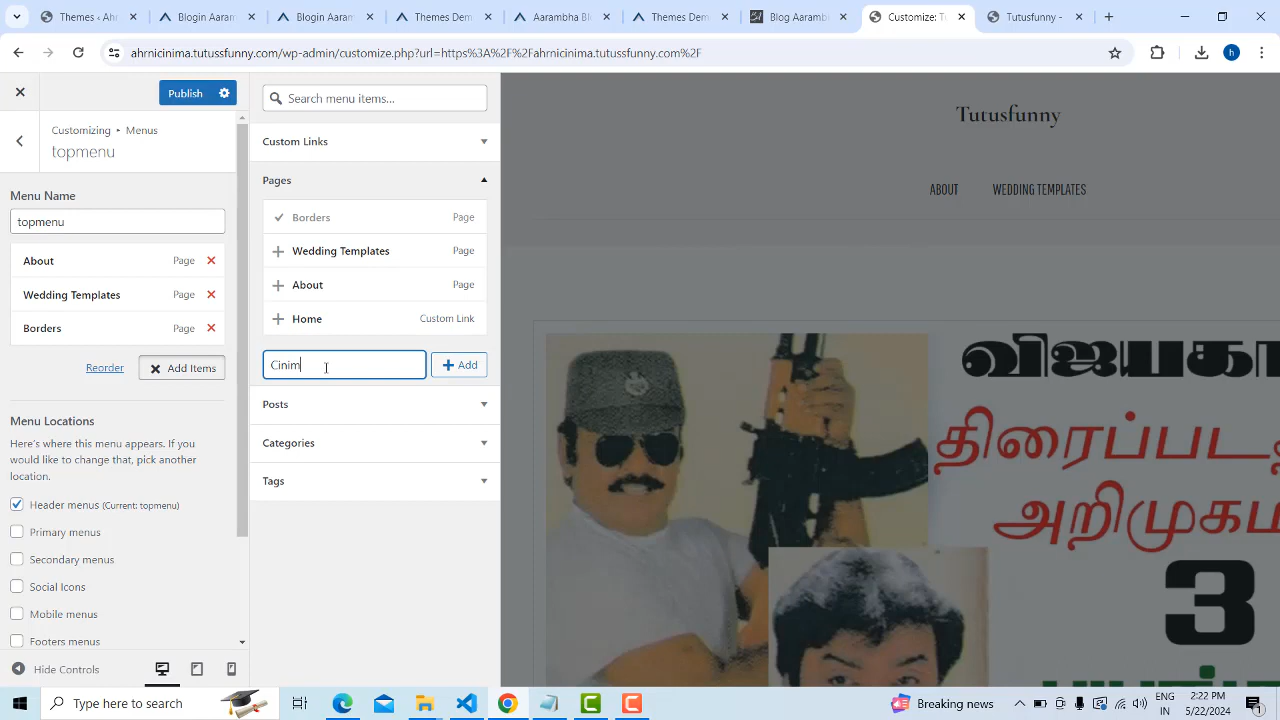 Themes ‹ Ah
Blogin Aaram
Themes Dem
Arambha Bl
Themes Dem
Blog Aaramb
Customize: T
Tutusfunny -
ahrnicinima.tutussfunny.com/wp-admin/customize.php?url=https%3A%2F%2Fahrnicinima.tutussfunny.com%2F
h
Publish
Customizing ▸ Menus
topmenu
Menu Name
topmenu
About Page
Wedding Templates Page
Borders Page
Reorder
Add Items
Menu Locations
Here's where this menu appears. If you
would like to change that, pick another
location.
Header menus (Current: topmenu)
Primary menus
Secondary menus
Social Icons
Mobile menus
Footers menus
Hide Controls
Search menu items...
Custom Links
Pages
Borders Page
Wedding Templates Page
About Page
Home Custom Link
Cinim
Add
Posts
Categories
Tags
Tutusfunny
ABOUT WEDDING TEMPLATES
திரைப்பட
அறிமுகம
3
Type here to search
Breaking news
ENG
IN
2:22 PM
5/22/2024
1